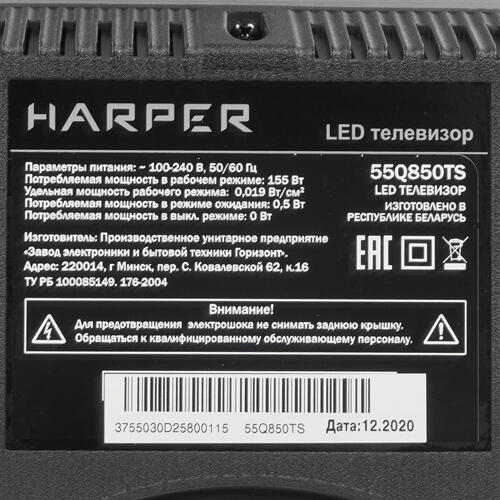 HARPER
LED телевизор
Параметры питания: ~ 100-240 В, 50/60 Гц
Потребляемая мощность в рабочем режиме: 155 Вт
Удельная мощность рабочего режима: 0,019 Вт/см²
Потребляемая мощность в режиме ожидания: 0,5 Вт
Потребляемая мощность в выкл. режиме: 0 Вт
55Q850TS
LED ТЕЛЕВИЗОР
ИЗГОТОВЛЕНО В
РЕСПУБЛИКЕ БЕЛАРУСЬ
Изготовитель: Производственное унитарное предприятие
«Завод электроники и бытовой техники Горизонт».
Адрес: 220014, г Минск, пер. С. Ковалевской 62, к.16
ТУ РБ 100085149. 176-2004
EAC
Внимание!
Для предотвращения электрошока не снимать заднюю крышку.
Обращаться к квалифицированному обслуживающему персоналу.
3755030D25800115 55Q850TS Дата:12.2020